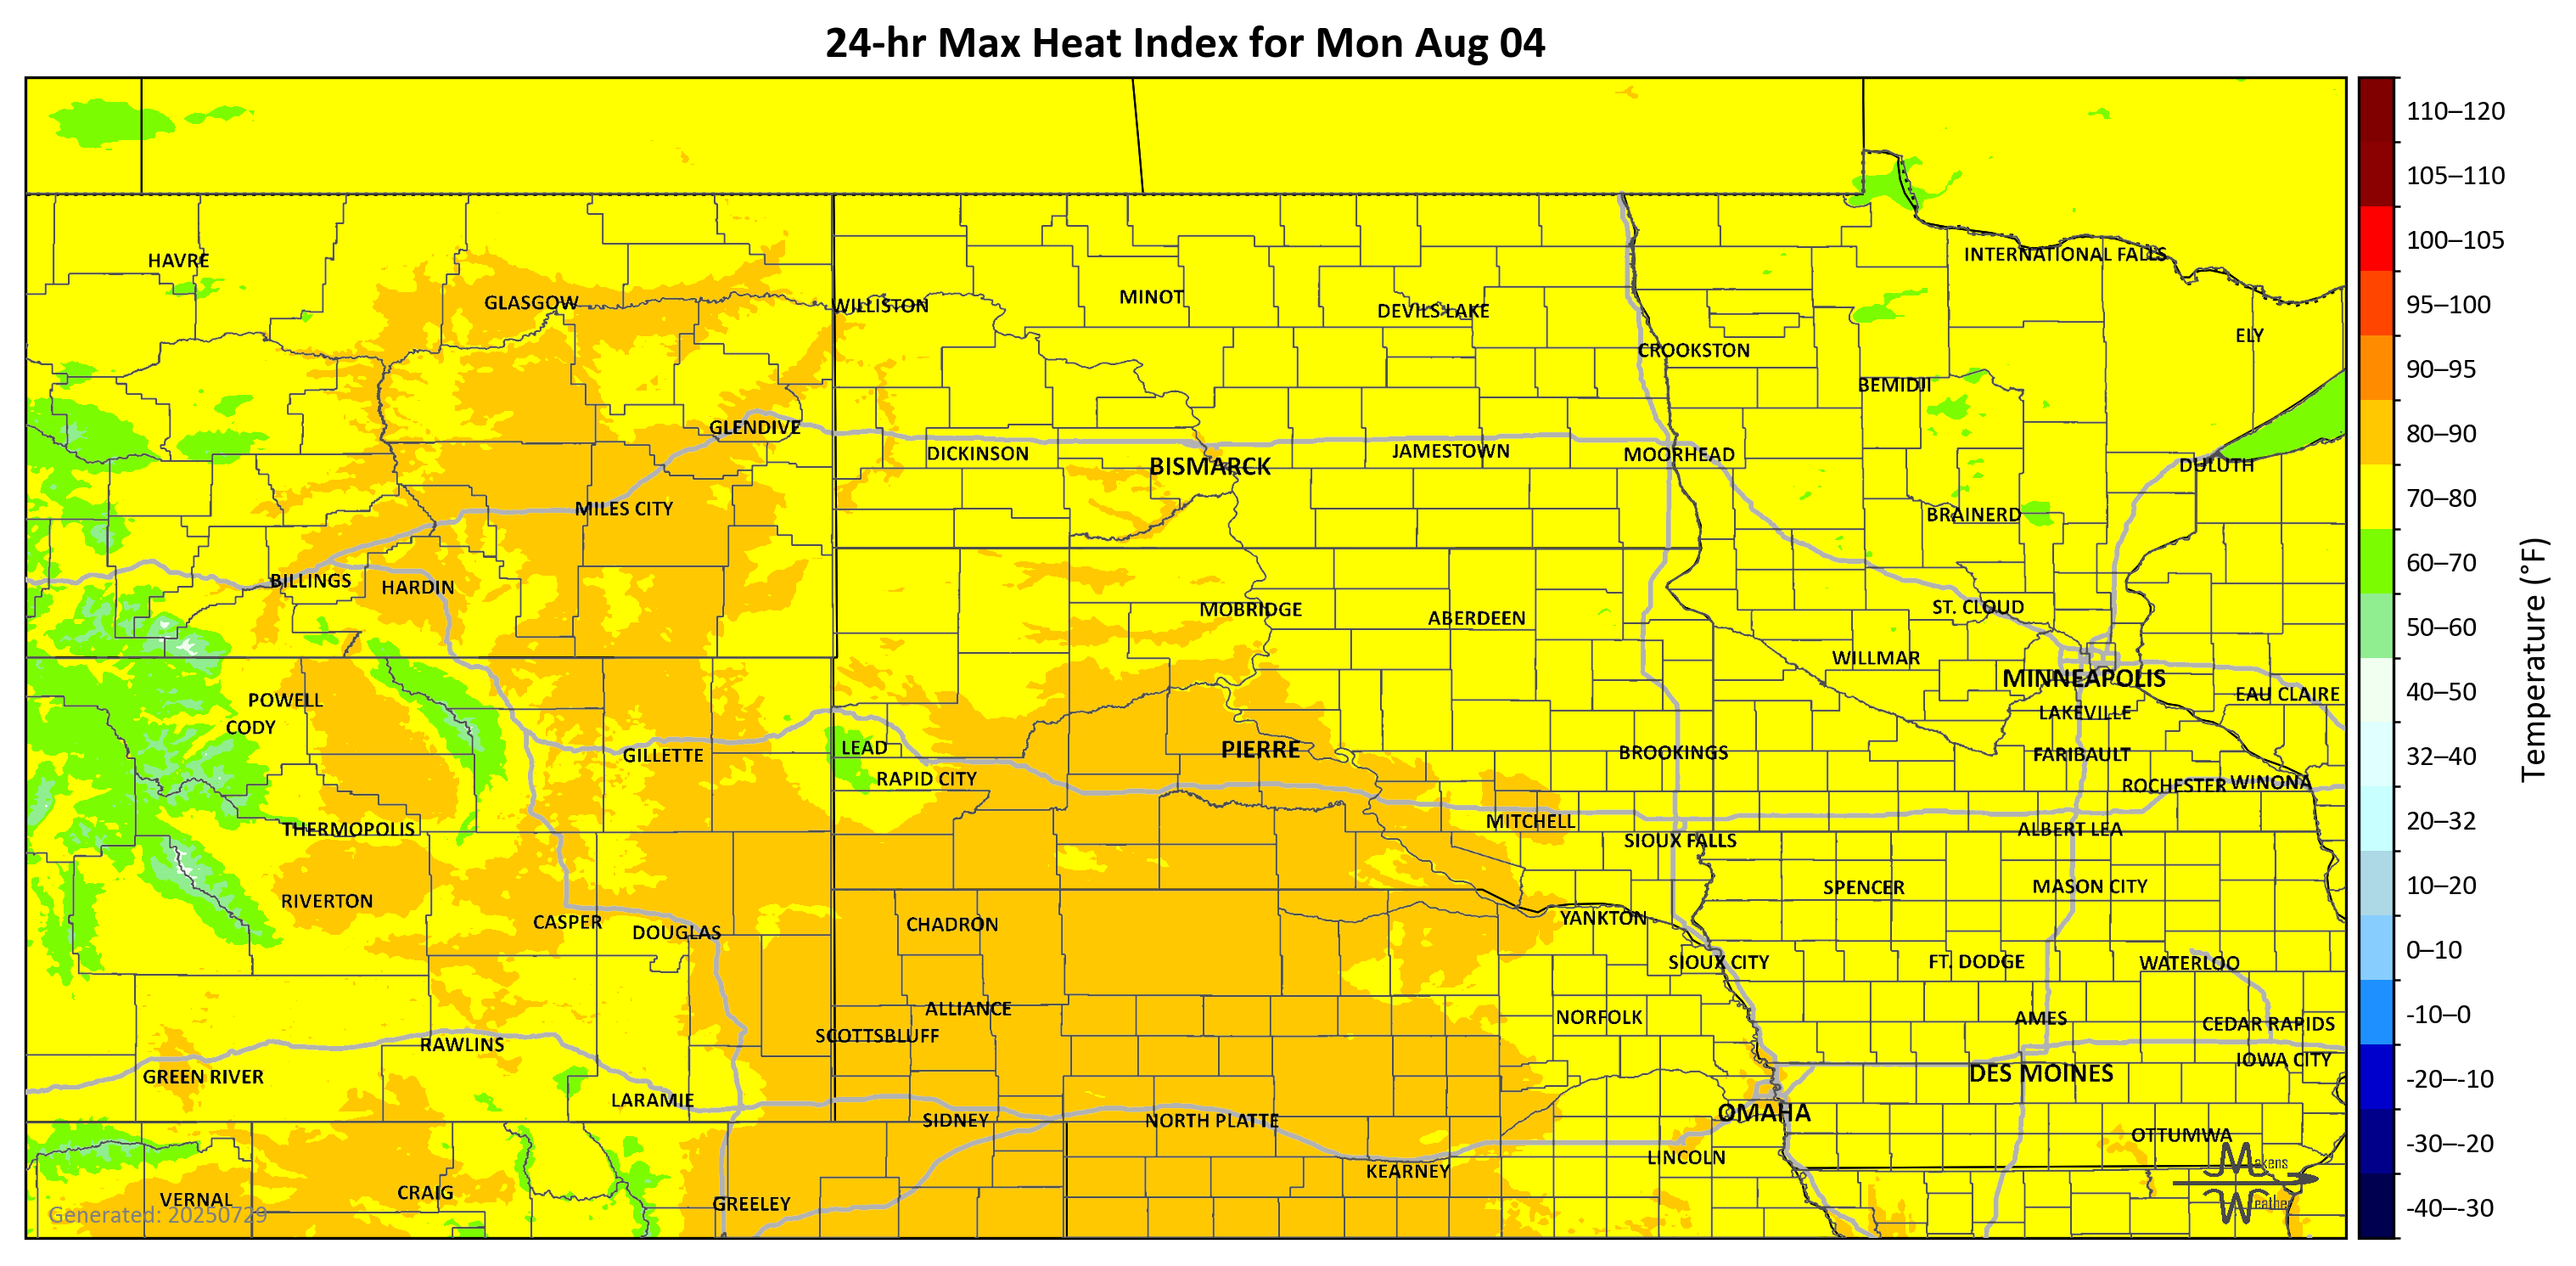 24-hr Max Heat Index for Mon Aug 04
HAVRE
INTERNATIONAL FALLS
GLASGOW
WILLISTON
MINOT
DEVILS LAKE
ELY
CROOKSTON
BEMIDJI
GLENDIVE
DICKINSON
BISMARCK
JAMESTOWN
MOORHEAD
DULUTH
MILES CITY
BRAINERD
BILLINGS
HARDIN
MOBRIDGE
ABERDEEN
ST. CLOUD
WILLMAR
MINNEAPOLIS
POWELL
CODY
EAU CLAIRE
LAKEVILLE
GILLETTE
LEAD
PIERRE
BROOKINGS
FARIBAULT
RAPID CITY
ROCHESTER
WINONA
THERMOPOLIS
MITCHELL
ALBERT LEA
SIOUX FALLS
RIVERTON
SPENCER
MASON CITY
CASPER
DOUGLAS
CHADRON
YANKTON
SIOUX CITY
FT. DODGE
WATERLOO
ALLIANCE
NORFOLK
AMES
CEDAR RAPIDS
SCOTTSBLUFF
RAWLINS
IOWA CITY
GREEN RIVER
DES MOINES
LARAMIE
SIDNEY
NORTH PLATTE
OMAHA
OTTUMWA
LINCOLN
KEARNEY
VERNAL
CRAIG
GREELEY
Generated: 20250729
Makens
Weather
110–120
105–110
100–105
95–100
90–95
80–90
70–80
60–70
50–60
40–50
32–40
20–32
10–20
0–10
-10–0
-20–-10
-30–-20
-40–-30
Temperature (°F)